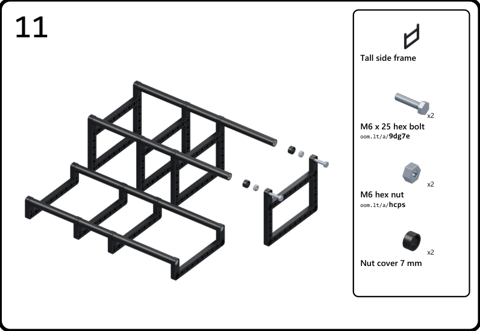 11
Tall side frame
x2
M6 x 25 hex bolt
oom.lt/a/9dg7e
x2
M6 hex nut
oom.lt/a/hcps
x2
Nut cover 7 mm